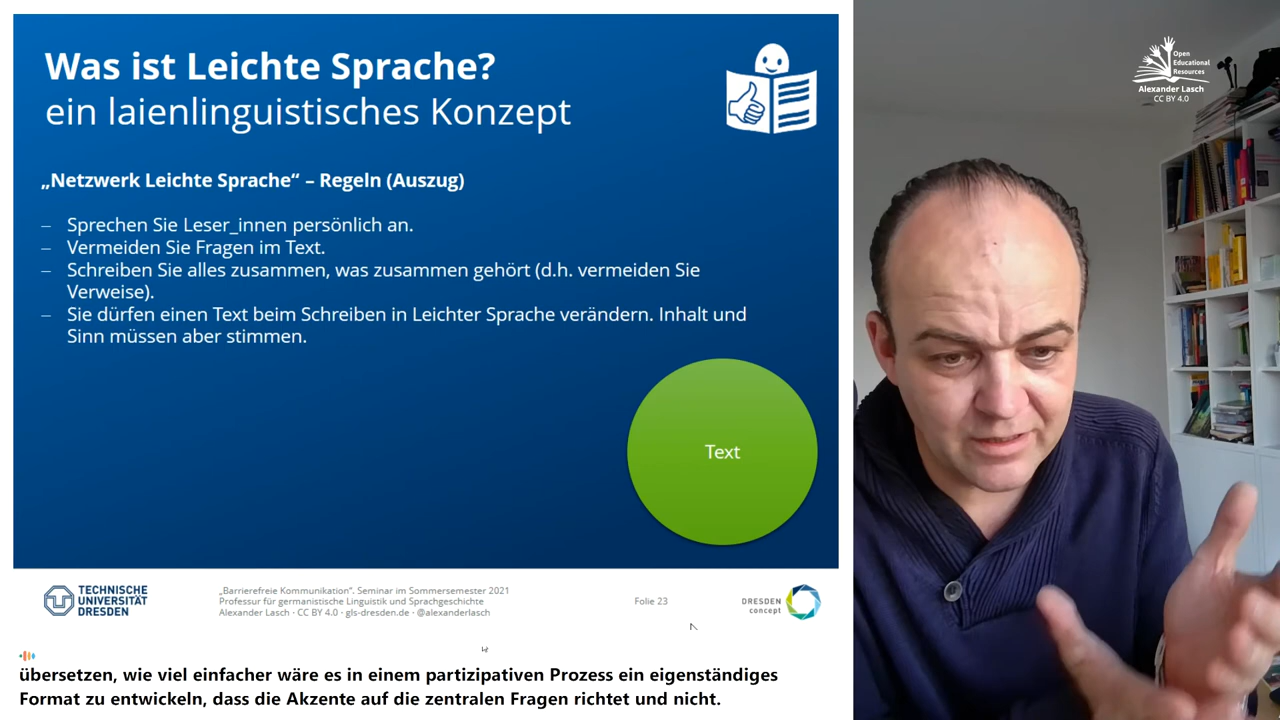 Was ist Leichte Sprache?
ein laienlinguistisches Konzept
„Netzwerk Leichte Sprache“ – Regeln (Auszug)
– Sprechen Sie Leser_innen persönlich an.
– Vermeiden Sie Fragen im Text.
– Schreiben Sie alles zusammen, was zusammen gehört (d.h. vermeiden Sie
Verweise).
– Sie dürfen einen Text beim Schreiben in Leichter Sprache verändern. Inhalt und
Sinn müssen aber stimmen.
Text
TECHNISCHE
UNIVERSITÄT
DRESDEN
„Barrierefreie Kommunikation“. Seminar im Sommersemester 2021
Professur für germanistische Linguistik und Sprachgeschichte
Alexander Lasch · CC BY 4.0 · gls-dresden.de · @alexanderlasch
Folie 23
DRESDEN
concept
übersetzen, wie viel einfacher wäre es in einem partizipativen Prozess ein eigenständiges
Format zu entwickeln, dass die Akzente auf die zentralen Fragen richtet und nicht.
Open
Educational
Resources
Alexander Lasch
CC BY 4.0